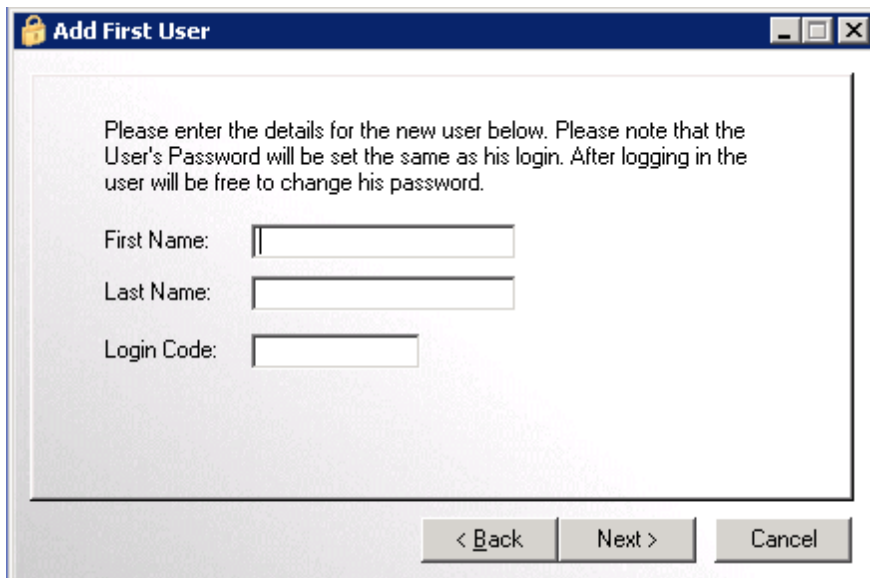 Add First User
Please enter the details for the new user below. Please note that the
User's Password will be set the same as his login. After logging in the
user will be free to change his password.
First Name:
Last Name:
Login Code:
< Back
Next >
Cancel